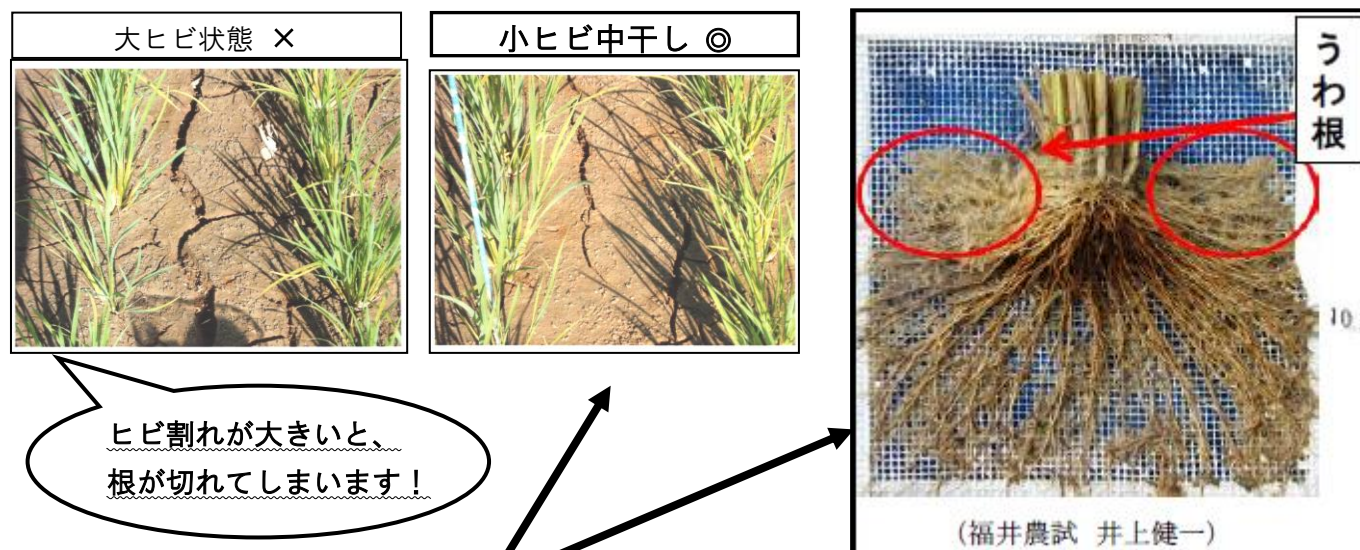 大ヒビ状態 ×
小ヒビ中干し ◎
ヒビ割れが大きいと、
根が切れてしまいます！
うわ根
10
(福井農試 井上健一)